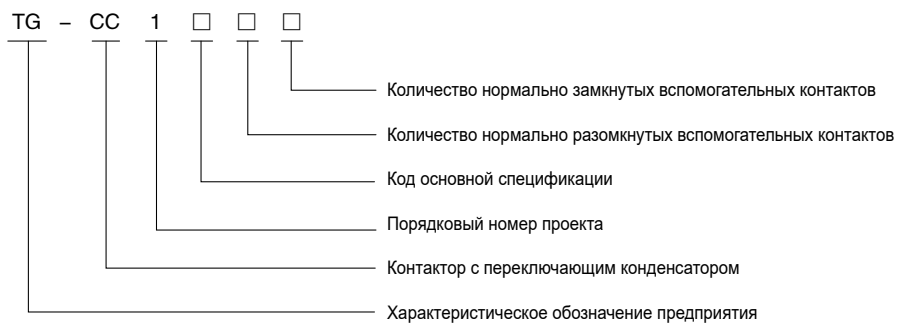 TG – CC 1 □ □ □
Количество нормально замкнутых вспомогательных контактов
Количество нормально разомкнутых вспомогательных контактов
Код основной спецификации
Порядковый номер проекта
Контактор с переключающим конденсатором
Характеристическое обозначение предприятия